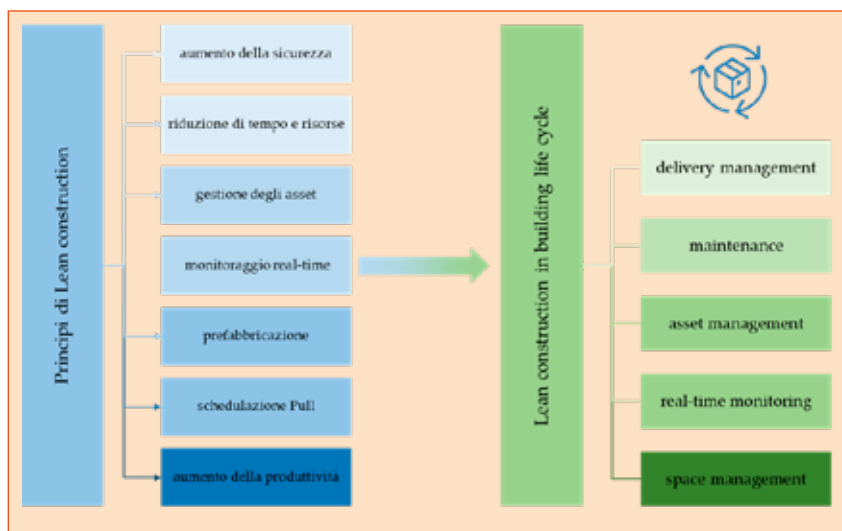 Principi di Lean construction
aumento della sicurezza
riduzione di tempo e risorse
gestione degli asset
monitoraggio real-time
prefabbricazione
schedulazione Pull
aumento della produttività
Lean construction in building life cycle
delivery management
maintenance
asset management
real-time monitoring
space management